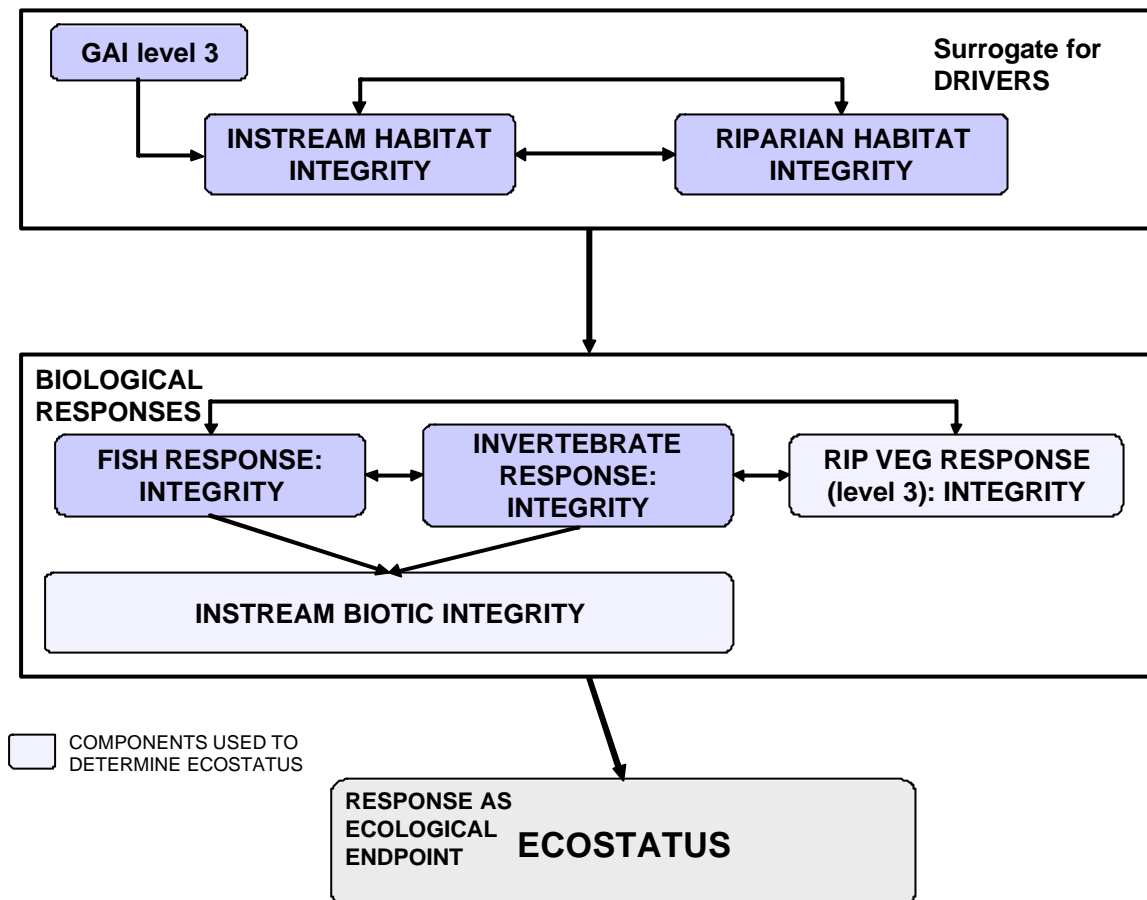 GAI level 3
Surrogate for
DRIVERS
INSTREAM HABITAT
INTEGRITY
RIPARIAN HABITAT
INTEGRITY
BIOLOGICAL
RESPONSES
FISH RESPONSE:
INTEGRITY
INVERTEBRATE
RESPONSE:
INTEGRITY
RIP VEG RESPONSE
(level 3): INTEGRITY
INSTREAM BIOTIC INTEGRITY
COMPONENTS USED TO
DETERMINE ECOSTATUS
RESPONSE AS
ECOLOGICAL
ENDPOINT
ECOSTATUS